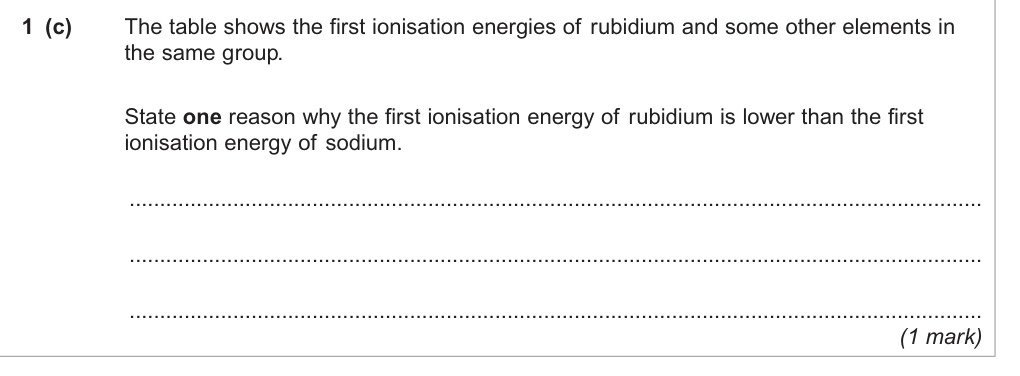 1 (c) The table shows the first ionisation energies of rubidium and some other elements in
the same group.
State one reason why the first ionisation energy of rubidium is lower than the first
ionisation energy of sodium.
(1 mark)